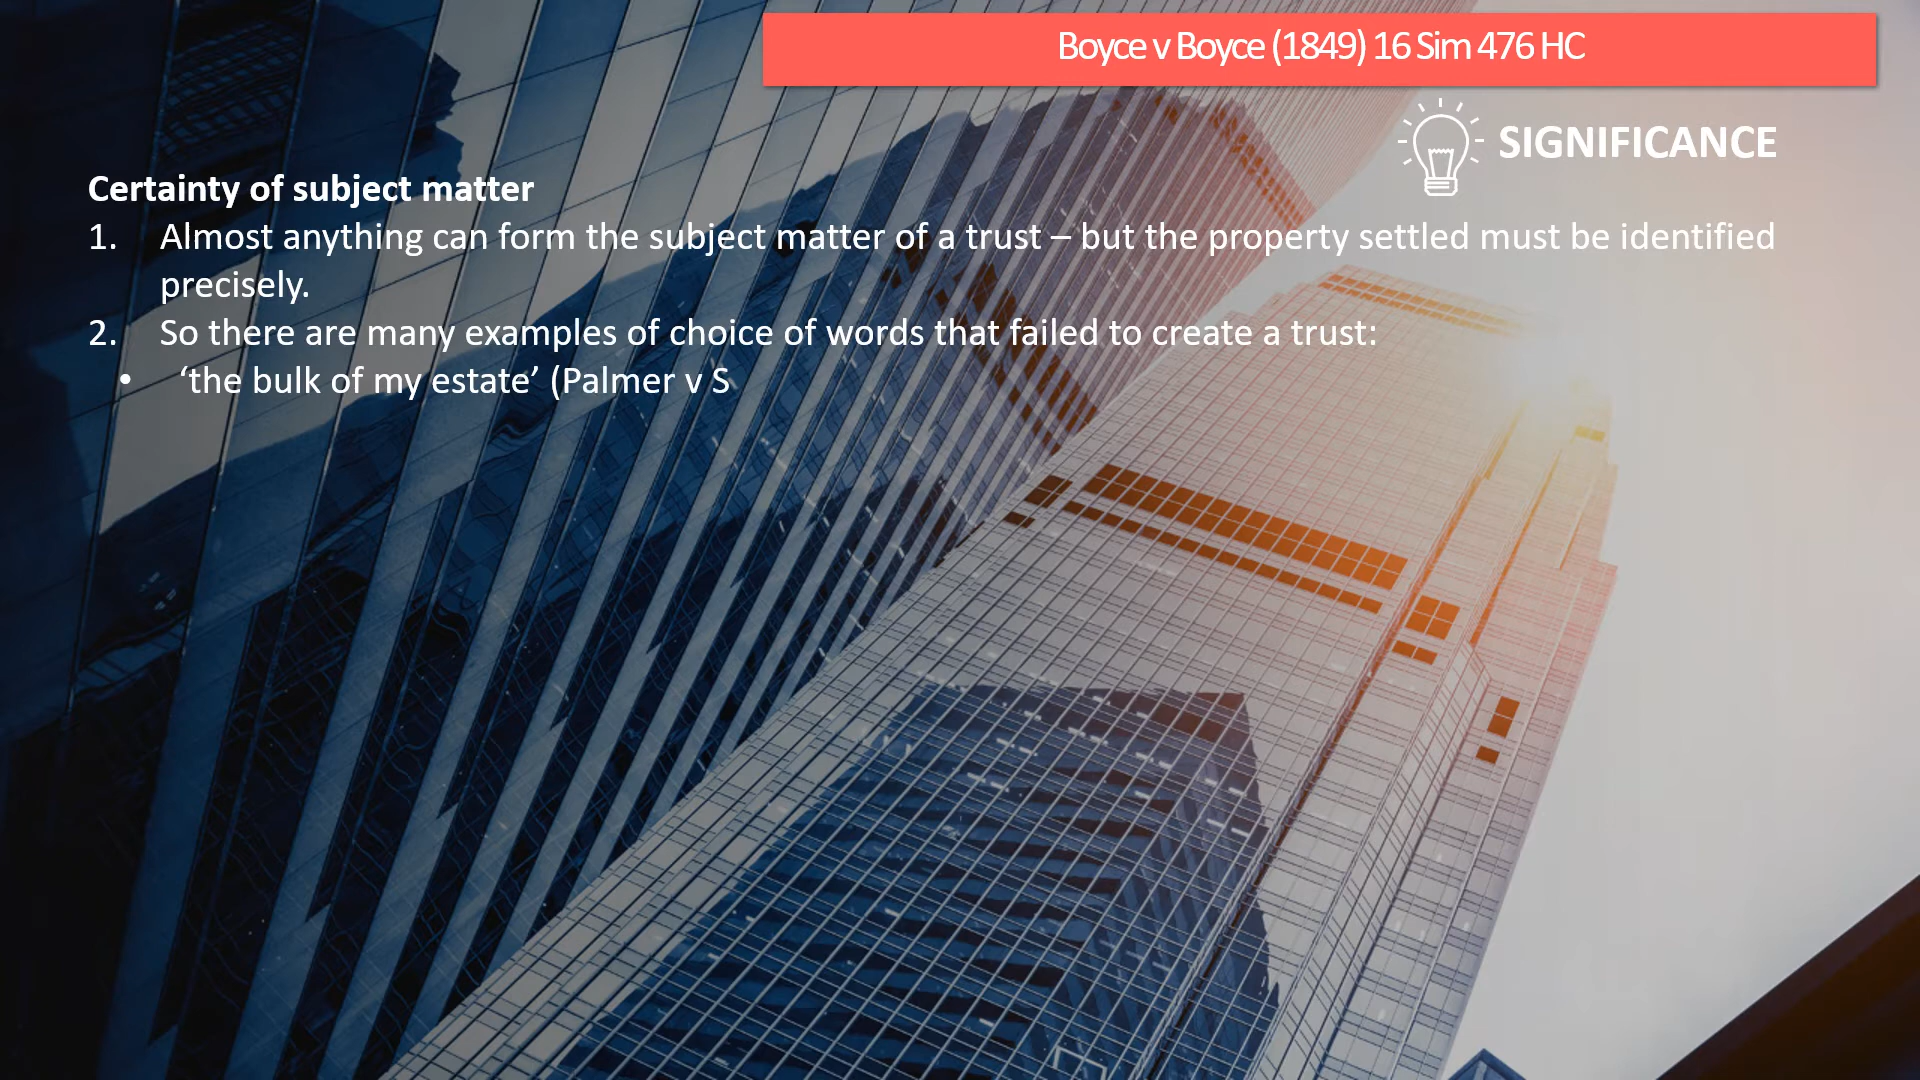 Boyce v Boyce (1849) 16 Sim 476 HC
SIGNIFICANCE
Certainty of subject matter
1. Almost anything can form the subject matter of a trust – but the property settled must be identified
precisely.
2. So there are many examples of choice of words that failed to create a trust:
• ‘the bulk of my estate’ (Palmer v S